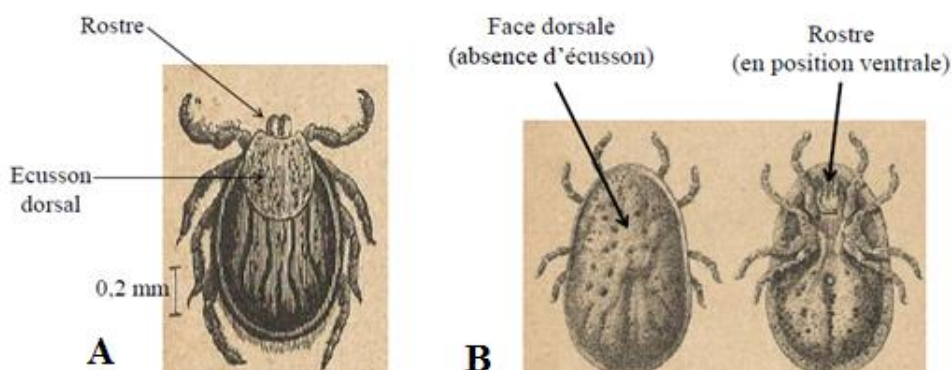 Rostre
Ecusson
dorsal
0,2 mm
A
Face dorsale
(absence d'écusson)
Rostre
(en position ventrale)
B